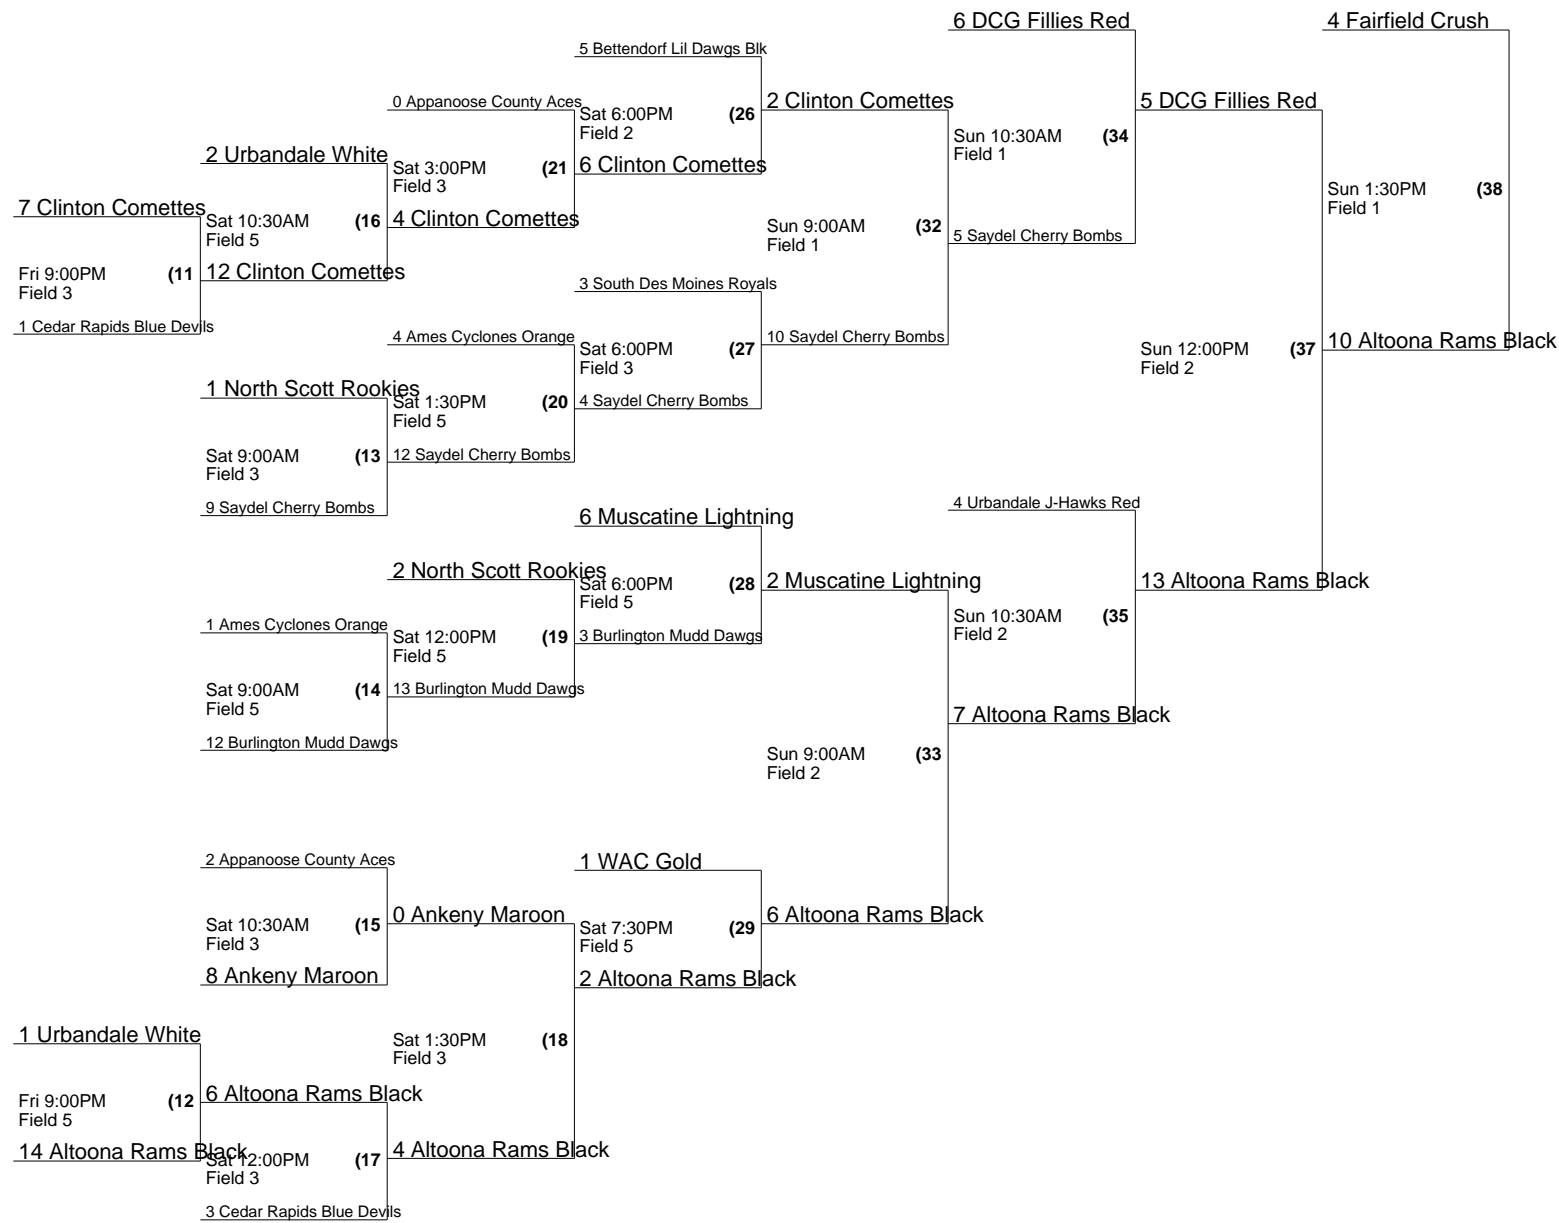 6 DCG Fillies Red
4 Fairfield Crush
5 Bettendorf Lil Dawgs Blk
0 Appanoose County Aces
Sat 6:00PM (26
Field 2
2 Clinton Comettes
5 DCG Fillies Red
Sun 10:30AM (34
Field 1
2 Urbandale White
Sat 3:00PM (21
Field 3
6 Clinton Comettes
Sun 1:30PM (38
Field 1
7 Clinton Comettes
Sat 10:30AM (16
Field 5
4 Clinton Comettes
Sun 9:00AM (32
Field 1
5 Saydel Cherry Bombs
Fri 9:00PM (11
Field 3
12 Clinton Comettes
3 South Des Moines Royals
1 Cedar Rapids Blue Devils
4 Ames Cyclones Orange
Sat 6:00PM (27
Field 3
10 Saydel Cherry Bombs
Sun 12:00PM (37
Field 2
10 Altoona Rams Black
1 North Scott Rookies
Sat 1:30PM (20
Field 5
4 Saydel Cherry Bombs
Sat 9:00AM (13
Field 3
12 Saydel Cherry Bombs
9 Saydel Cherry Bombs
6 Muscatine Lightning
4 Urbandale J-Hawks Red
2 North Scott Rookies
Sat 6:00PM (28
Field 5
2 Muscatine Lightning
13 Altoona Rams Black
Sun 10:30AM (35
Field 2
1 Ames Cyclones Orange
Sat 12:00PM (19
Field 5
3 Burlington Mudd Dawgs
Sat 9:00AM (14
Field 5
13 Burlington Mudd Dawgs
12 Burlington Mudd Dawgs
7 Altoona Rams Black
Sun 9:00AM (33
Field 2
2 Appanoose County Aces
1 WAC Gold
Sat 10:30AM (15
Field 3
0 Ankeny Maroon
Sat 7:30PM (29
Field 5
6 Altoona Rams Black
8 Ankeny Maroon
2 Altoona Rams Black
1 Urbandale White
Sat 1:30PM (18
Field 3
Fri 9:00PM (12
Field 5
6 Altoona Rams Black
14 Altoona Rams Black
Sat 12:00PM (17
Field 3
4 Altoona Rams Black
3 Cedar Rapids Blue Devils